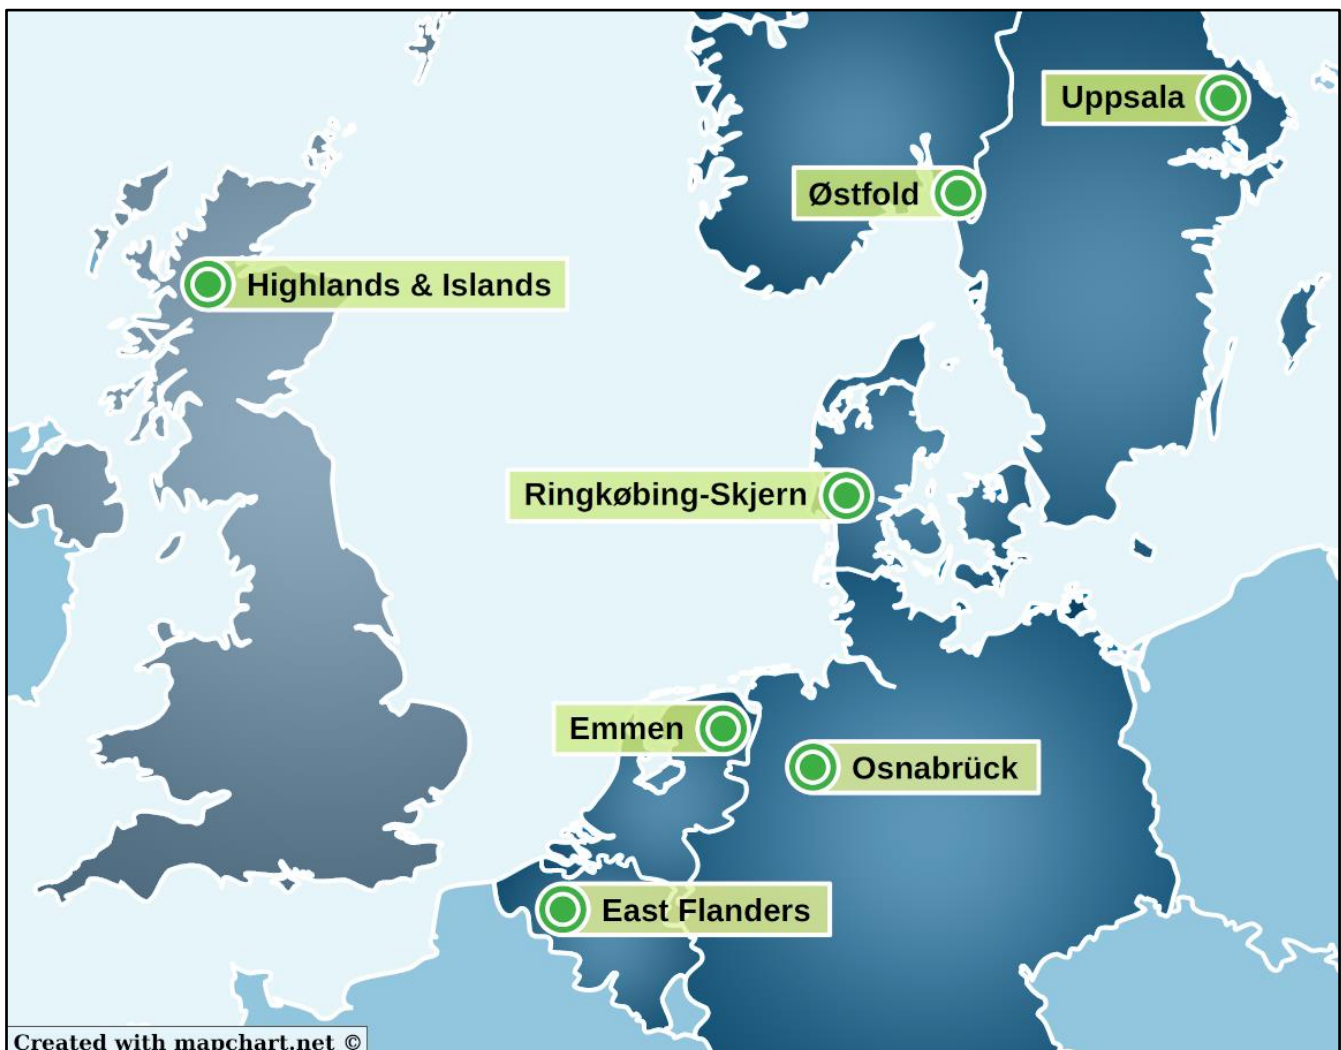 Uppsala
Østfold
Highlands & Islands
Ringkøbing-Skjern
Emmen
Osnabrück
East Flanders
Created with mapchart.net ©